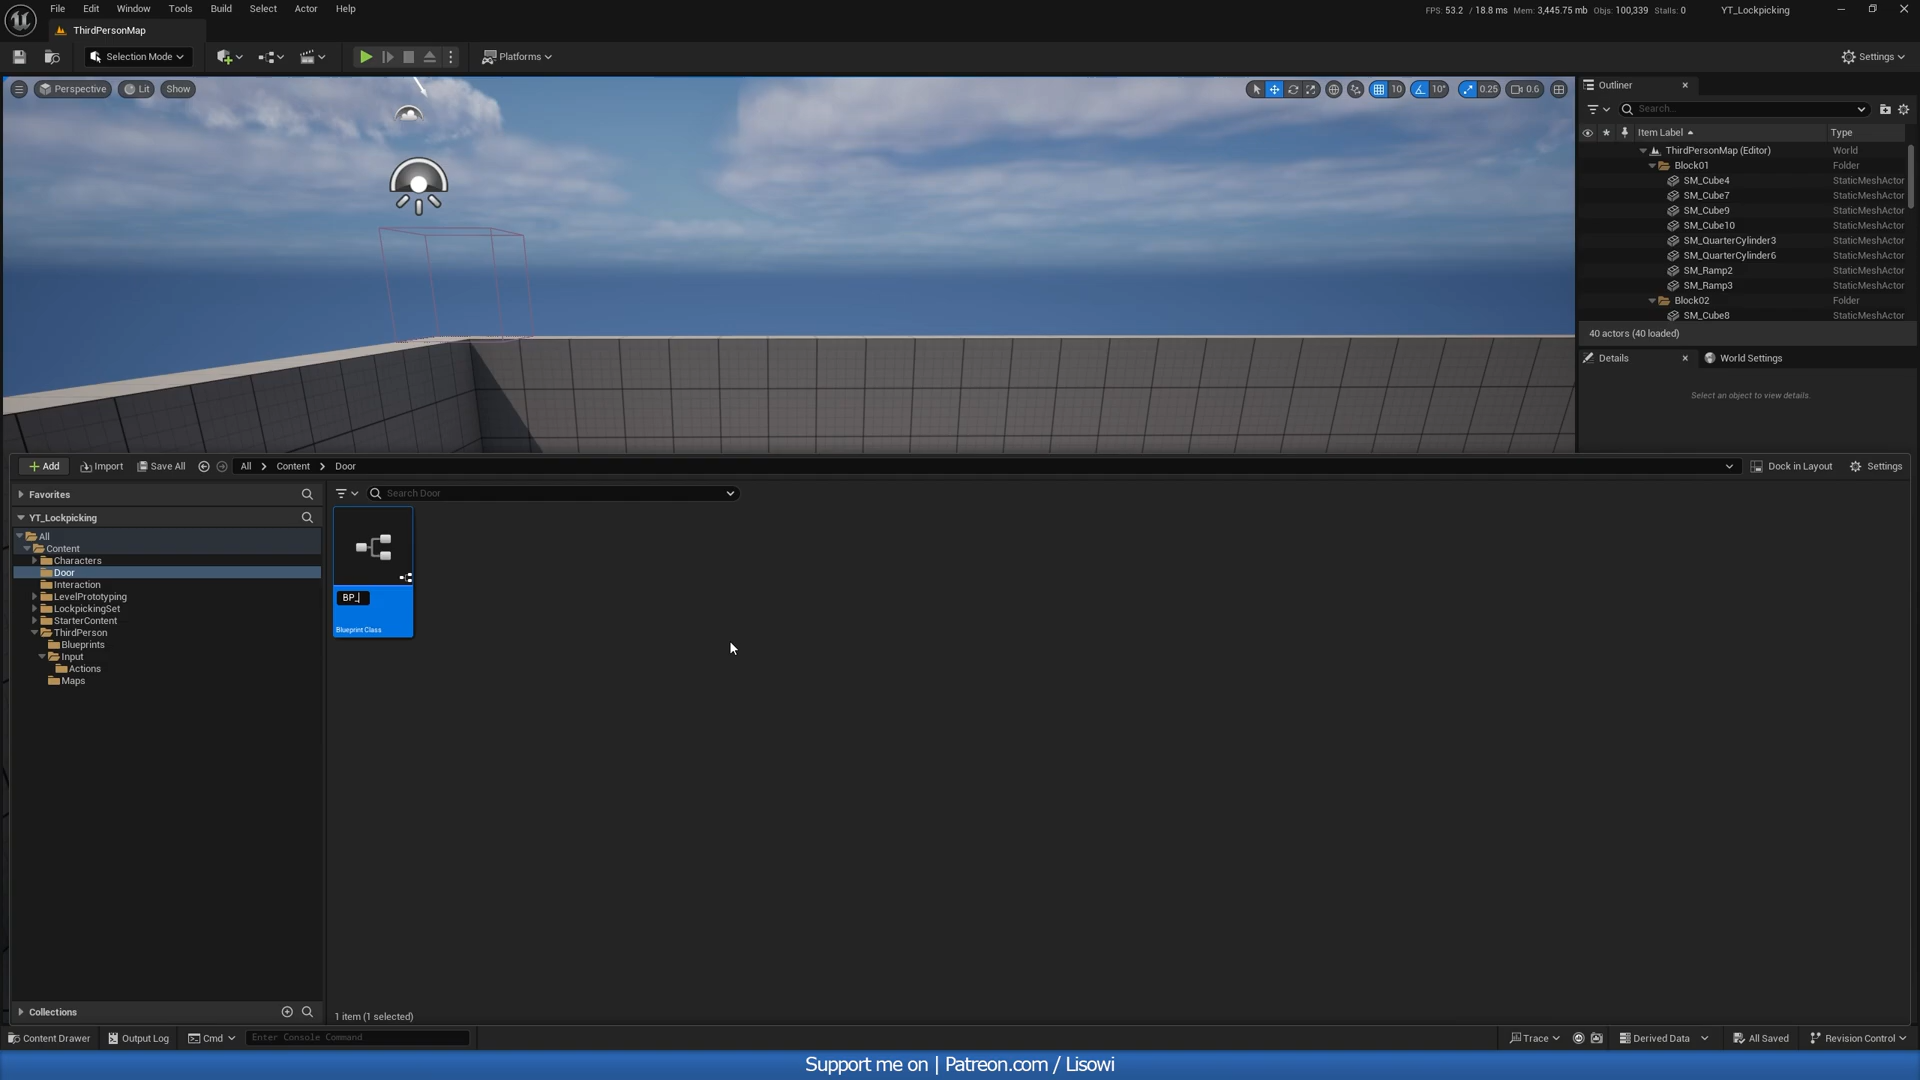 File Edit Window Tools Build Select Actor Help
FPS: 53.2 / 18.8 ms Mem: 3,445.75 mb Objs: 100,339 Stalls: 0 YT_Lockpicking
ThirdPersonMap
Selection Mode Platforms Settings
Perspective Lit Show 10 10° 0.25 0.6
Outliner
Search...
Item Label Type
ThirdPersonMap (Editor) World
Block01 Folder
SM_Cube4 StaticMeshActor
SM_Cube7 StaticMeshActor
SM_Cube9 StaticMeshActor
SM_Cube10 StaticMeshActor
SM_QuarterCylinder3 StaticMeshActor
SM_QuarterCylinder6 StaticMeshActor
SM_Ramp2 StaticMeshActor
SM_Ramp3 StaticMeshActor
Block02 Folder
SM_Cube8 StaticMeshActor
40 actors (40 loaded)
Details World Settings
Select an object to view details.
Add Import Save All All Content Door Dock in Layout Settings
Favorites
Search Door
YT_Lockpicking
All
Content
Characters
Door
Interaction
LevelPrototyping
LockpickingSet
StarterContent
ThirdPerson
Blueprints
Input
Actions
Maps
BP_
Blueprint Class
Collections
1 item (1 selected)
Content Drawer Output Log Cmd Enter Console Command Trace Derived Data All Saved Revision Control
Support me on | Patreon.com / Lisowi